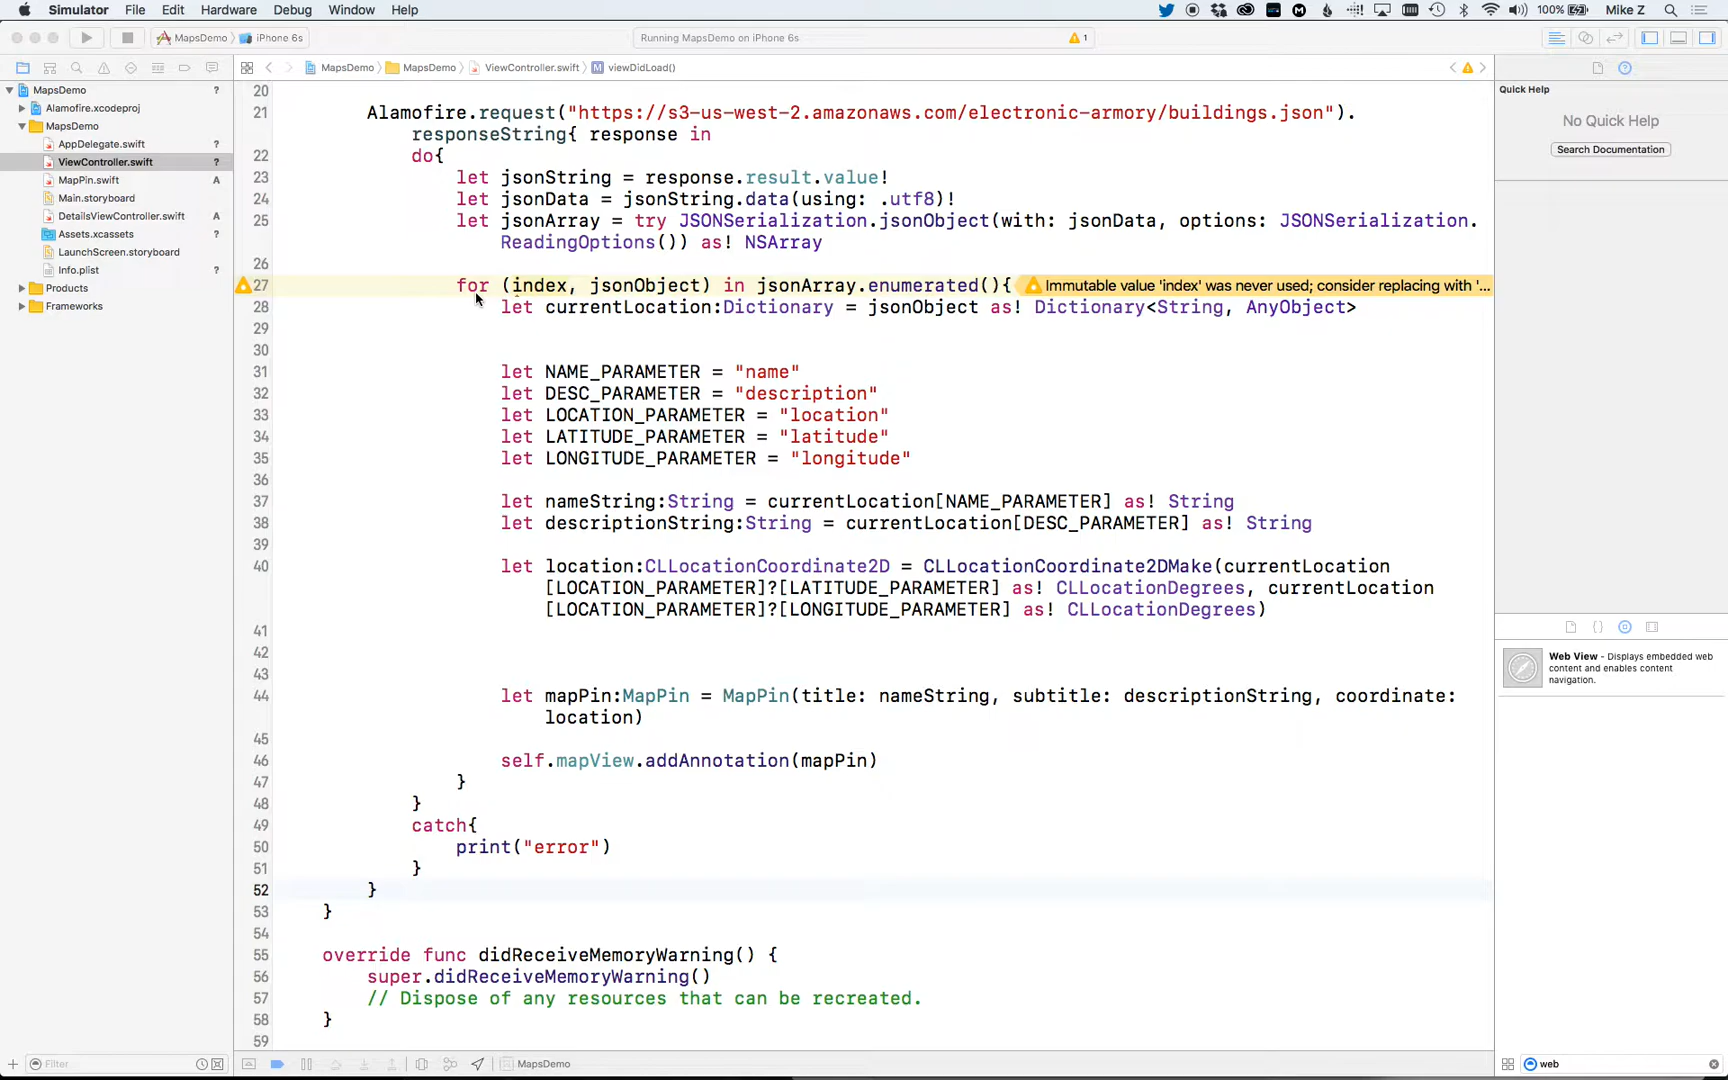 Simulator File Edit Hardware Debug Window Help 100% Mike Z
MapsDemo iPhone 6s Running MapsDemo on iPhone 6s 1
MapsDemo MapsDemo ViewController.swift M viewDidLoad()
MapsDemo ?
Alamofire.xcodeproj
MapsDemo
AppDelegate.swift ?
ViewController.swift ?
MapPin.swift A
Main.storyboard
DetailsViewController.swift A
Assets.xcassets ?
LaunchScreen.storyboard
Info.plist ?
Products
Frameworks
20
21 Alamofire.request("https://s3-us-west-2.amazonaws.com/electronic-armory/buildings.json").
responseString{ response in
22 do{
23 let jsonString = response.result.value!
24 let jsonData = jsonString.data(using: .utf8)!
25 let jsonArray = try JSONSerialization.jsonObject(with: jsonData, options: JSONSerialization.
ReadingOptions()) as! NSArray
26
27 for (index, jsonObject) in jsonArray.enumerated(){ Immutable value 'index' was never used; consider replacing with '...
28 let currentLocation:Dictionary = jsonObject as! Dictionary<String, AnyObject>
29
30
31 let NAME_PARAMETER = "name"
32 let DESC_PARAMETER = "description"
33 let LOCATION_PARAMETER = "location"
34 let LATITUDE_PARAMETER = "latitude"
35 let LONGITUDE_PARAMETER = "longitude"
36
37 let nameString:String = currentLocation[NAME_PARAMETER] as! String
38 let descriptionString:String = currentLocation[DESC_PARAMETER] as! String
39
40 let location:CLLocationCoordinate2D = CLLocationCoordinate2DMake(currentLocation
[LOCATION_PARAMETER]?[LATITUDE_PARAMETER] as! CLLocationDegrees, currentLocation
[LOCATION_PARAMETER]?[LONGITUDE_PARAMETER] as! CLLocationDegrees)
41
42
43
44 let mapPin:MapPin = MapPin(title: nameString, subtitle: descriptionString, coordinate:
location)
45
46 self.mapView.addAnnotation(mapPin)
47 }
48 }
49 catch{
50 print("error")
51 }
52 }
53 }
54
55 override func didReceiveMemoryWarning() {
56 super.didReceiveMemoryWarning()
57 // Dispose of any resources that can be recreated.
58 }
59
Quick Help
No Quick Help
Search Documentation
Web View - Displays embedded web
content and enables content
navigation.
Filter
MapsDemo
web